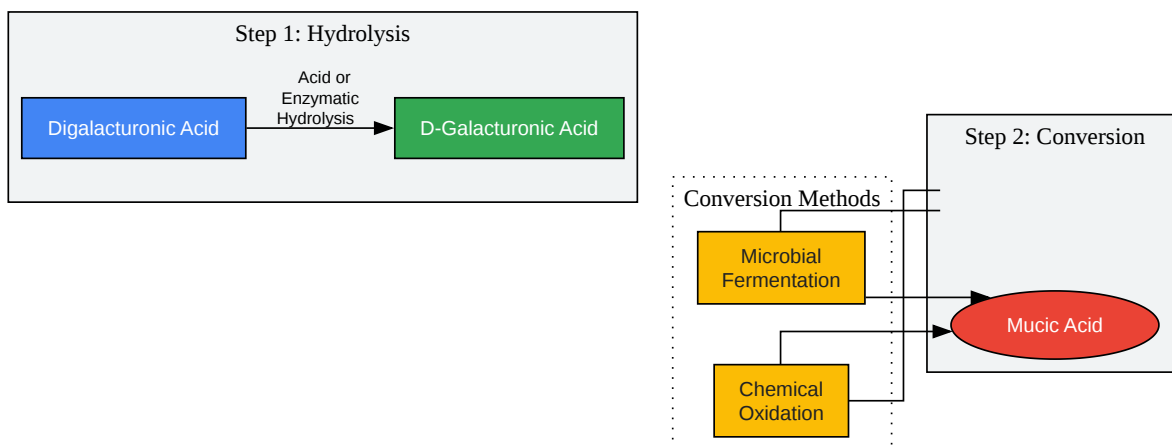 Step 1: Hydrolysis
Acid or
Enzymatic
Hydrolysis
Digalacturonic Acid
D-Galacturonic Acid
Step 2: Conversion
Conversion Methods
Microbial
Fermentation
Mucic Acid
Chemical
Oxidation